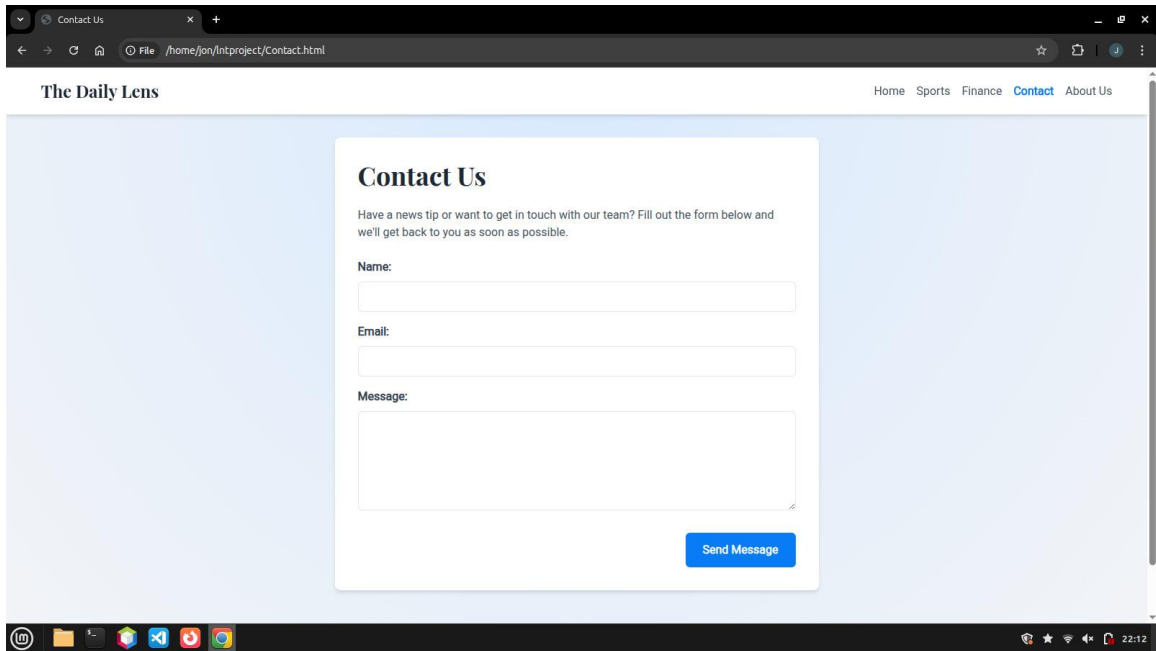 Contact Us
File /home/jon/lntproject/Contact.html
J
The Daily Lens
Home Sports Finance Contact About Us
Contact Us
Have a news tip or want to get in touch with our team? Fill out the form below and
we'll get back to you as soon as possible.
Name:
Email:
Message:
Send Message
22:12